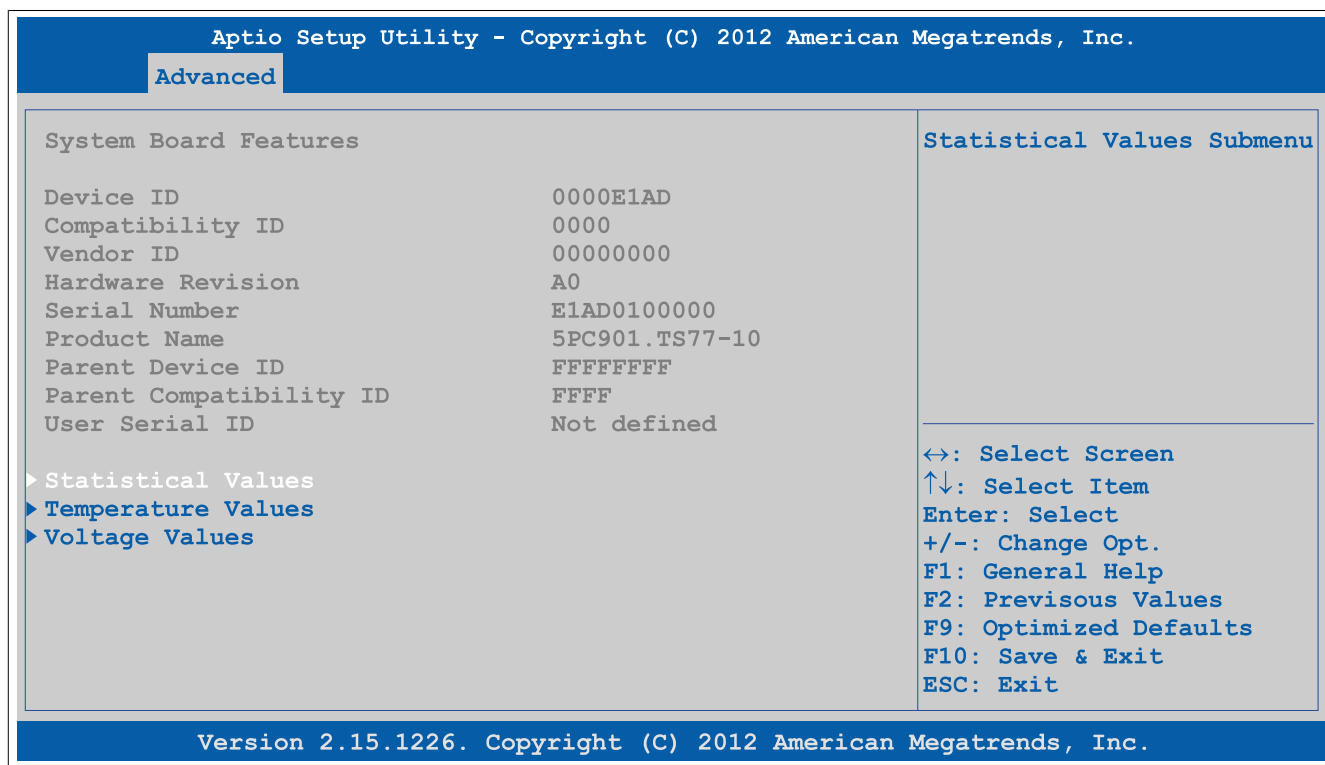 Aptio Setup Utility - Copyright (C) 2012 American Megatrends, Inc.
Advanced
System Board Features
Device ID 0000E1AD
Compatibility ID 0000
Vendor ID 00000000
Hardware Revision A0
Serial Number E1AD0100000
Product Name 5PC901.TS77-10
Parent Device ID FFFFFFFF
Parent Compatibility ID FFFF
User Serial ID Not defined
▶ Statistical Values
▶ Temperature Values
▶ Voltage Values
Statistical Values Submenu
↔: Select Screen
↑↓: Select Item
Enter: Select
+/-: Change Opt.
F1: General Help
F2: Previsous Values
F9: Optimized Defaults
F10: Save & Exit
ESC: Exit
Version 2.15.1226. Copyright (C) 2012 American Megatrends, Inc.